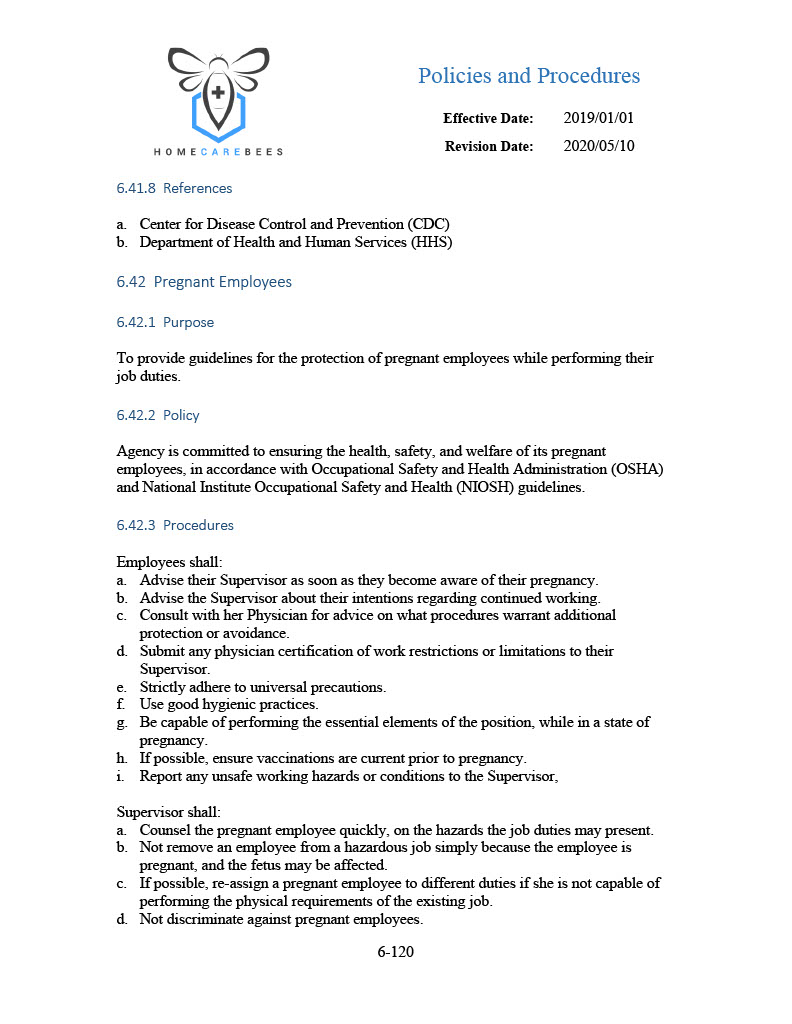 HOMECAREBEES
Policies and Procedures
Effective Date: 2019/01/01
Revision Date: 2020/05/10
6.41.8 References
a. Center for Disease Control and Prevention (CDC)
b. Department of Health and Human Services (HHS)
6.42 Pregnant Employees
6.42.1 Purpose
To provide guidelines for the protection of pregnant employees while performing their
job duties.
6.42.2 Policy
Agency is committed to ensuring the health, safety, and welfare of its pregnant
employees, in accordance with Occupational Safety and Health Administration (OSHA)
and National Institute Occupational Safety and Health (NIOSH) guidelines.
6.42.3 Procedures
Employees shall:
a. Advise their Supervisor as soon as they become aware of their pregnancy.
b. Advise the Supervisor about their intentions regarding continued working.
c. Consult with her Physician for advice on what procedures warrant additional
protection or avoidance.
d. Submit any physician certification of work restrictions or limitations to their
Supervisor.
e. Strictly adhere to universal precautions.
f. Use good hygienic practices.
g. Be capable of performing the essential elements of the position, while in a state of
pregnancy.
h. If possible, ensure vaccinations are current prior to pregnancy.
i. Report any unsafe working hazards or conditions to the Supervisor,
Supervisor shall:
a. Counsel the pregnant employee quickly, on the hazards the job duties may present.
b. Not remove an employee from a hazardous job simply because the employee is
pregnant, and the fetus may be affected.
c. If possible, re-assign a pregnant employee to different duties if she is not capable of
performing the physical requirements of the existing job.
d. Not discriminate against pregnant employees.
6-120